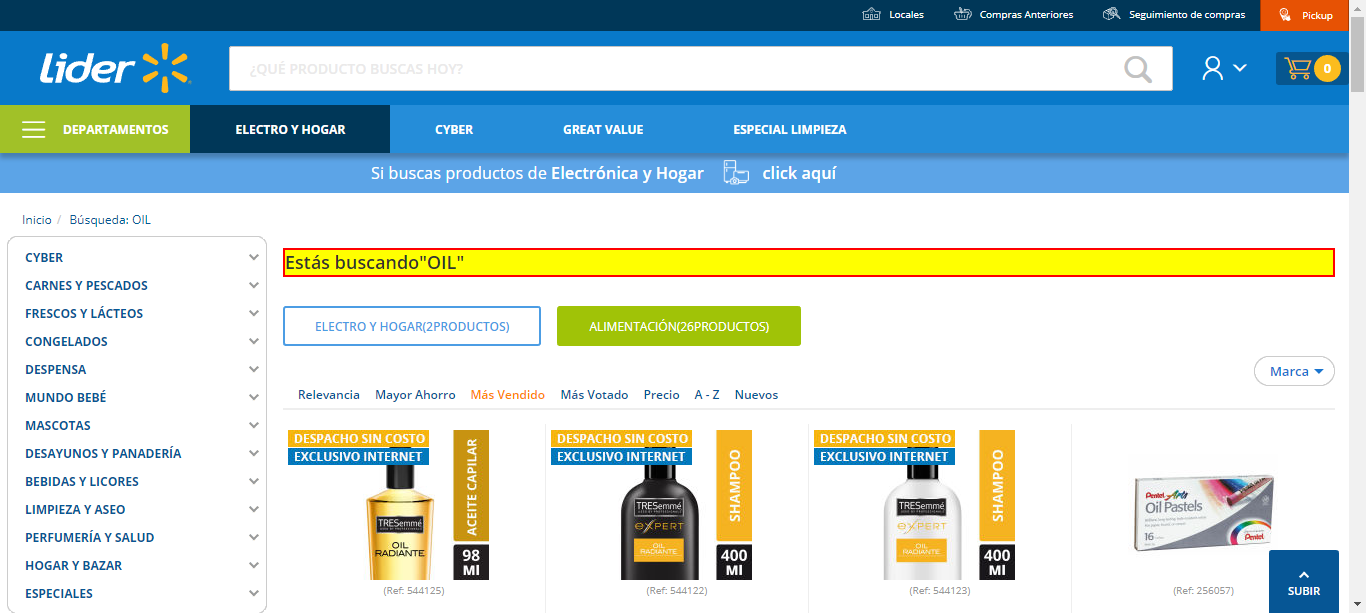 Locales
Compras Anteriores
Seguimiento de compras
Pickup
Lider
¿QUÉ PRODUCTO BUSCAS HOY?
0
DEPARTAMENTOS
ELECTRO Y HOGAR
CYBER
GREAT VALUE
ESPECIAL LIMPIEZA
Si buscas productos de Electrónica y Hogar click aquí
Inicio / Búsqueda: OIL
CYBER
CARNES Y PESCADOS
FRESCOS Y LÁCTEOS
CONGELADOS
DESPENSA
MUNDO BEBÉ
MASCOTAS
DESAYUNOS Y PANADERÍA
BEBIDAS Y LICORES
LIMPIEZA Y ASEO
PERFUMERÍA Y SALUD
HOGAR Y BAZAR
ESPECIALES
Estás buscando"OIL"
ELECTRO Y HOGAR(2PRODUCTOS)
ALIMENTACIÓN(26PRODUCTOS)
Marca
Relevancia
Mayor Ahorro
Más Vendido
Más Votado
Precio
A - Z
Nuevos
DESPACHO SIN COSTO
EXCLUSIVO INTERNET
TRESemmé
OIL
RADIANTE
ACEITE CAPILAR
98
Ml
(Ref: 544125)
DESPACHO SIN COSTO
EXCLUSIVO INTERNET
TRESemmé
EXPERT
OIL
RADIANTE
SHAMPOO
400
Ml
(Ref: 544122)
DESPACHO SIN COSTO
EXCLUSIVO INTERNET
TRESemmé
EXPERT
OIL
RADIANTE
SHAMPOO
400
Ml
(Ref: 544123)
Pentel Arts
Oil Pastels
16
Pentel
(Ref: 256057)
SUBIR